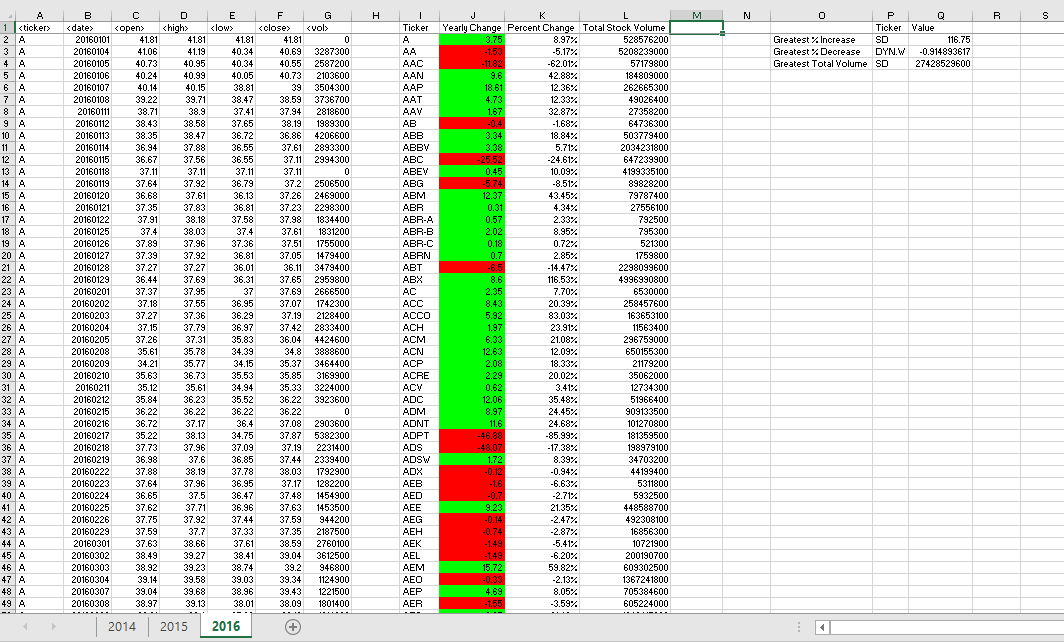 A B C D E F G H I J K L M N O P Q R S
1 <ticker> <date> <open> <high> <low> <close> <vol> Ticker Yearly Change Percent Change Total Stock Volume Ticker Value
2 A 20160101 41.81 41.81 41.81 41.81 0 A 3.75 8.97% 528576200 Greatest % Increase SD 116.75
3 A 20160104 41.06 41.19 40.34 40.69 3287300 AA -1.53 -5.17% 5208239000 Greatest % Decrease DYN.W -0.914893617
4 A 20160105 40.73 40.95 40.34 40.55 2587200 AAC -11.92 -62.01% 57179800 Greatest Total Volume SD 27428529600
5 A 20160106 40.24 40.99 40.05 40.73 2103600 AAN 9.6 42.88% 184809000
6 A 20160107 40.14 40.15 38.81 39 3504300 AAP 18.61 12.36% 262665300
7 A 20160108 39.22 39.71 38.47 38.59 3736700 AAT 4.73 12.33% 49026400
8 A 20160111 38.71 38.9 37.41 37.94 2818600 AAV 1.67 32.87% 27358200
9 A 20160112 38.43 38.58 37.65 38.19 1989300 AB -0.4 -1.68% 64736300
10 A 20160113 38.35 38.47 36.72 36.86 4206600 ABB 3.34 18.84% 503779400
11 A 20160114 36.94 37.88 36.55 37.61 2893300 ABBV 3.38 5.71% 2034231800
12 A 20160115 36.67 37.56 36.55 37.11 2994300 ABC -25.52 -24.61% 647239900
13 A 20160118 37.11 37.11 37.11 37.11 0 ABEV 0.45 10.09% 4199335100
14 A 20160119 37.64 37.92 36.79 37.2 2506500 ABG -5.74 -8.51% 89828200
15 A 20160120 36.68 37.61 36.13 37.26 2469000 ABM 12.37 43.45% 79787400
16 A 20160121 37.35 37.83 36.81 37.23 2298300 ABR 0.31 4.34% 27556100
17 A 20160122 37.91 38.18 37.58 37.98 1834400 ABR-A 0.57 2.33% 792500
18 A 20160125 37.4 38.03 37.4 37.61 1831200 ABR-B 2.02 8.95% 795300
19 A 20160126 37.89 37.96 37.36 37.51 1755000 ABR-C 0.18 0.72% 521300
20 A 20160127 37.39 37.92 36.81 37.05 1479400 ABRN 0.7 2.85% 1759800
21 A 20160128 37.27 37.27 36.01 36.11 3479400 ABT -6.5 -14.47% 2298099600
22 A 20160129 36.44 37.69 36.31 37.65 2959800 ABX 8.6 116.53% 4996990800
23 A 20160201 37.37 37.95 37 37.69 2666500 AC 2.35 7.70% 6530000
24 A 20160202 37.18 37.55 36.95 37.07 1742300 ACC 8.43 20.39% 258457600
25 A 20160203 37.27 37.36 36.29 37.19 2128400 ACCO 5.92 83.03% 163653100
26 A 20160204 37.15 37.79 36.97 37.42 2833400 ACH 1.97 23.91% 11563400
27 A 20160205 37.26 37.31 35.83 36.04 4424600 ACM 6.33 21.08% 296759000
28 A 20160208 35.61 35.78 34.39 34.8 3888600 ACN 12.63 12.09% 650155300
29 A 20160209 34.21 35.77 34.15 35.37 3464400 ACP 2.08 18.33% 21179200
30 A 20160210 35.63 36.73 35.53 35.85 3169900 ACRE 2.29 20.02% 35062000
31 A 20160211 35.12 35.61 34.94 35.33 3224000 ACV 0.62 3.41% 12734300
32 A 20160212 35.84 36.23 35.52 36.22 3923600 ADC 12.06 35.48% 51966400
33 A 20160215 36.22 36.22 36.22 36.22 0 ADM 8.97 24.45% 909133500
34 A 20160216 36.72 37.17 36.4 37.08 2903600 ADNT 11.6 24.68% 101270800
35 A 20160217 35.22 38.13 34.75 37.87 5382300 ADPT -46.98 -85.99% 181359500
36 A 20160218 37.73 37.96 37.09 37.19 2231400 ADS -48.07 -17.38% 198979100
37 A 20160219 36.98 37.6 36.85 37.44 2339400 ADSW 1.72 8.39% 34703200
38 A 20160222 37.88 38.19 37.78 38.03 1792900 ADX -0.12 -0.94% 44199400
39 A 20160223 37.64 37.96 36.95 37.17 1282200 AEB -1.6 -6.63% 5311800
40 A 20160224 36.65 37.5 36.47 37.48 1454900 AED -0.7 -2.71% 5932500
41 A 20160225 37.62 37.71 36.96 37.63 1453500 AEE 9.23 21.35% 448588700
42 A 20160226 37.75 37.92 37.44 37.59 944200 AEG -0.14 -2.47% 492308100
43 A 20160229 37.59 37.7 37.33 37.35 2187500 AEH -0.74 -2.87% 16856300
44 A 20160301 37.63 38.66 37.61 38.59 2760100 AEK -1.49 -5.41% 10721900
45 A 20160302 38.49 39.27 38.41 39.04 3612500 AEL -1.49 -6.20% 200190700
46 A 20160303 38.92 39.23 38.74 39.2 946800 AEM 15.72 59.82% 609302500
47 A 20160304 39.14 39.58 39.03 39.34 1124900 AEO -0.33 -2.13% 1367241800
48 A 20160307 39.04 39.68 38.96 39.43 1221500 AEP 4.69 8.05% 705384600
49 A 20160308 38.97 39.13 38.01 38.09 1801400 AER -1.55 -3.59% 605224000
2014 2015 2016